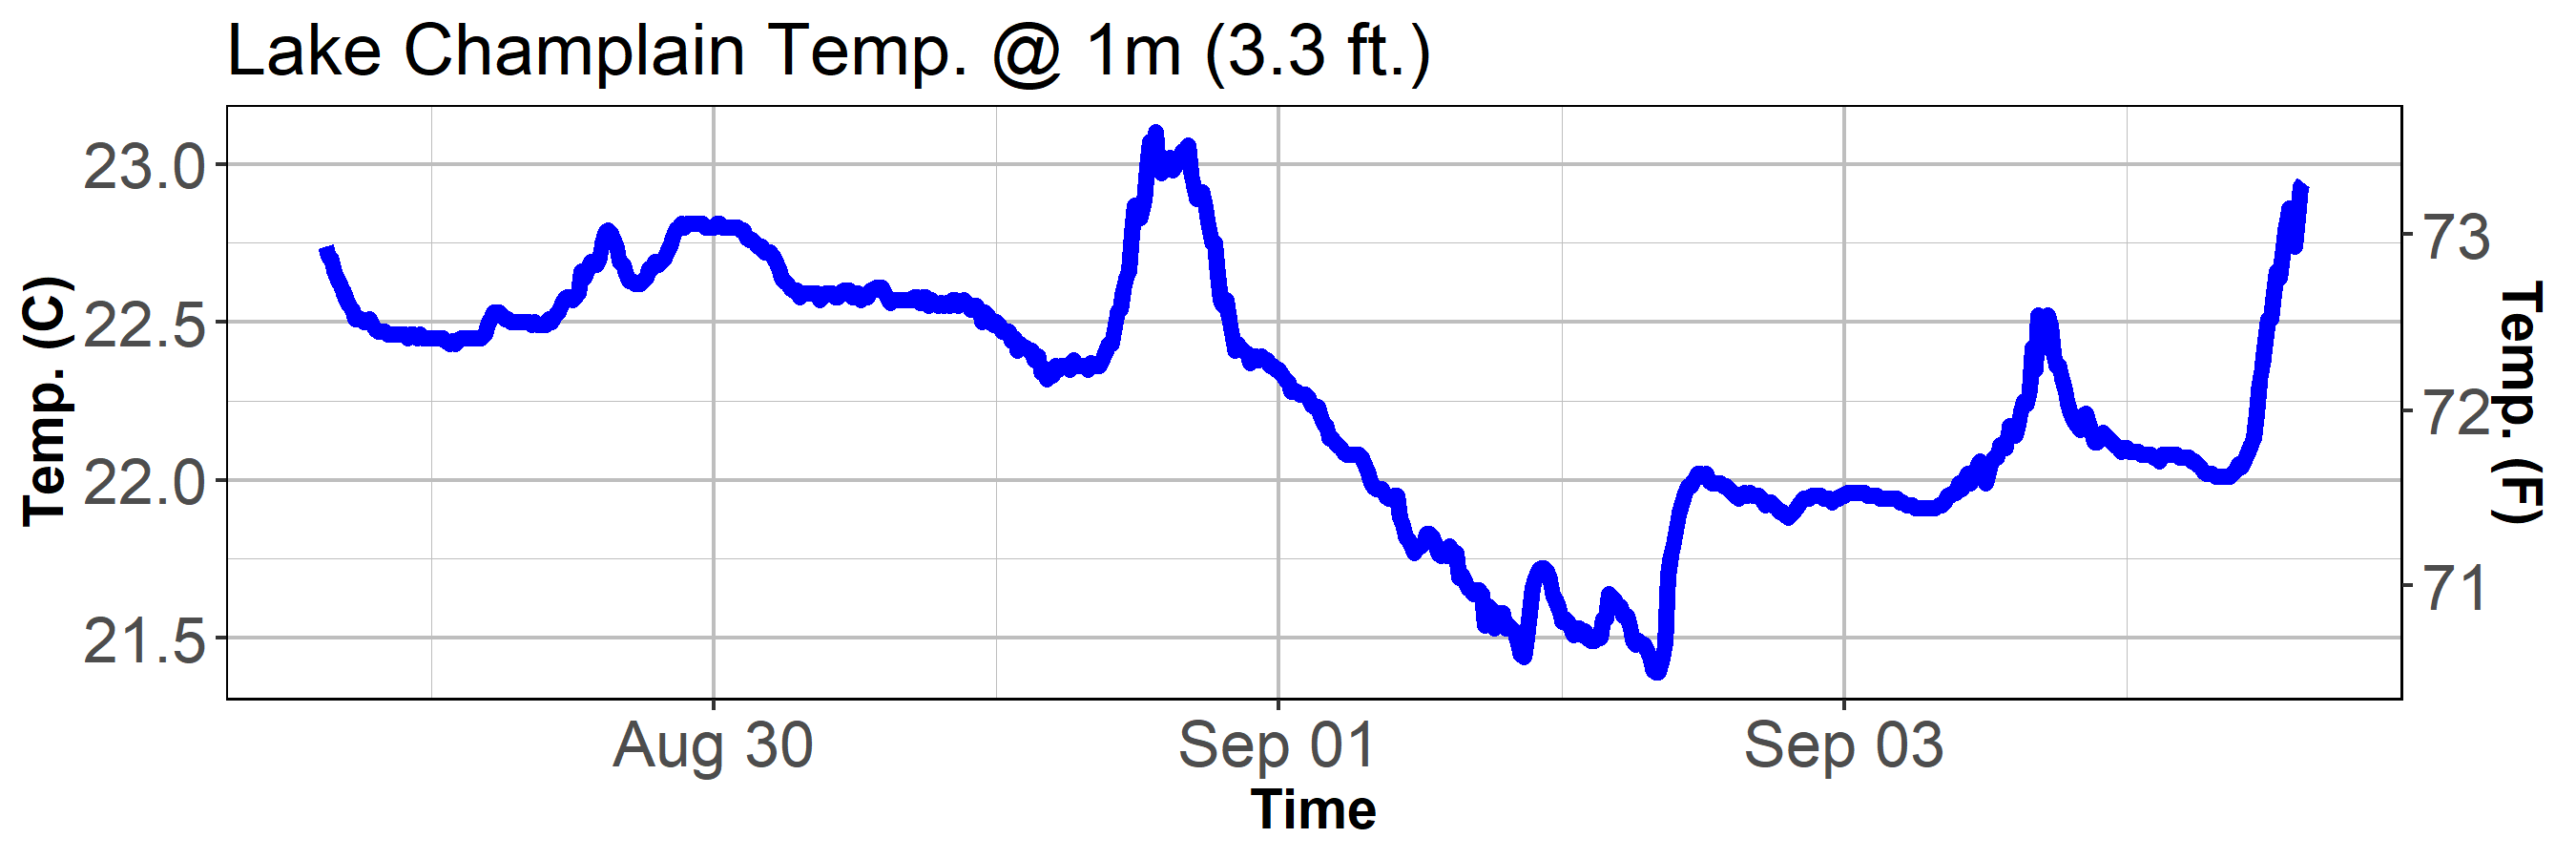 Lake Champlain Temp. @ 1m (3.3 ft.)
Temp. (C)
23.0
22.5
22.0
21.5
73
72
71
Temp. (F)
Aug 30
Sep 01
Sep 03
Time